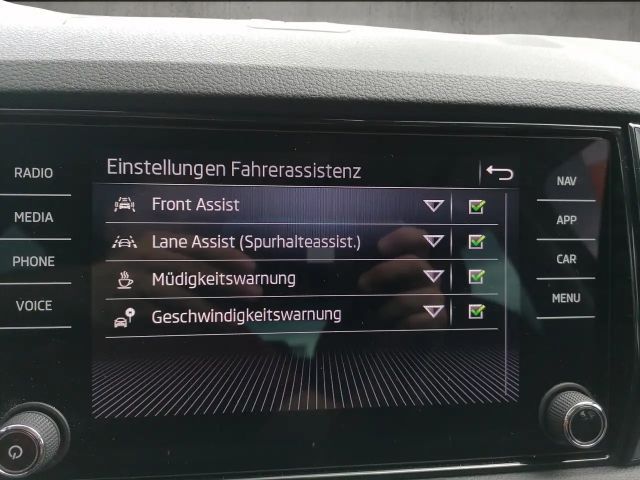 Einstellungen Fahrerassistenz
RADIO
MEDIA
PHONE
VOICE
Front Assist
Lane Assist (Spurhalteassist.)
Müdigkeitswarnung
Geschwindigkeitswarnung
NAV
APP
CAR
MENU